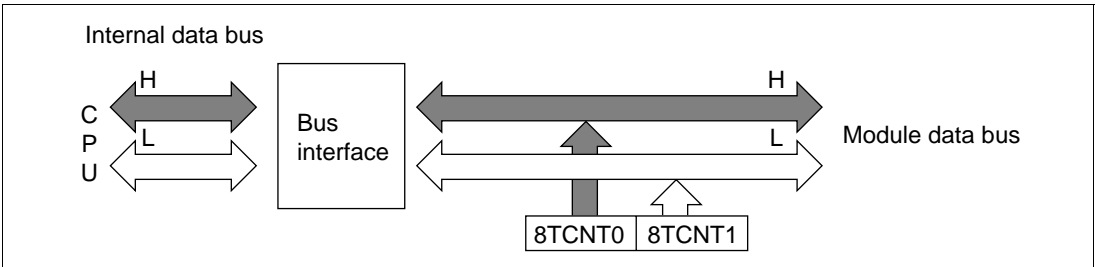 Internal data bus
H
H
C
P
U
L
Bus
interface
L
Module data bus
8TCNT0
8TCNT1